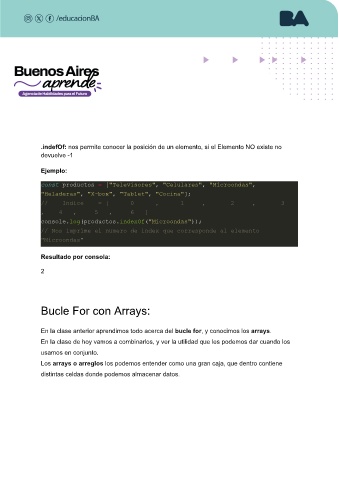 /educacionBA
BA
Buenos Aires
aprende
Agencia de Habilidades para el Futuro
.indefOf: nos permite conocer la posición de un elemento, si el Elemento NO existe no
devuelve -1
Ejemplo:
const productos = ["Televisores", "Celulares", "Microondas",
"Heladeras", "X-box", "Tablet", "Cocina"];
// indice = [ 0 , 1 , 2 , 3
, 4 , 5 , 6 ]
console.log(productos.indexOf("Microondas"));
// Nos imprime el numero de index que corresponde al elemento
"Microondas"
Resultado por consola:
2
Bucle For con Arrays:
En la clase anterior aprendimos todo acerca del bucle for, y conocimos los arrays.
En la clase de hoy vamos a combinarlos, y ver la utilidad que les podemos dar cuando los
usamos en conjunto.
Los arrays o arreglos los podemos entender como una gran caja, que dentro contiene
distintas celdas donde podemos almacenar datos.